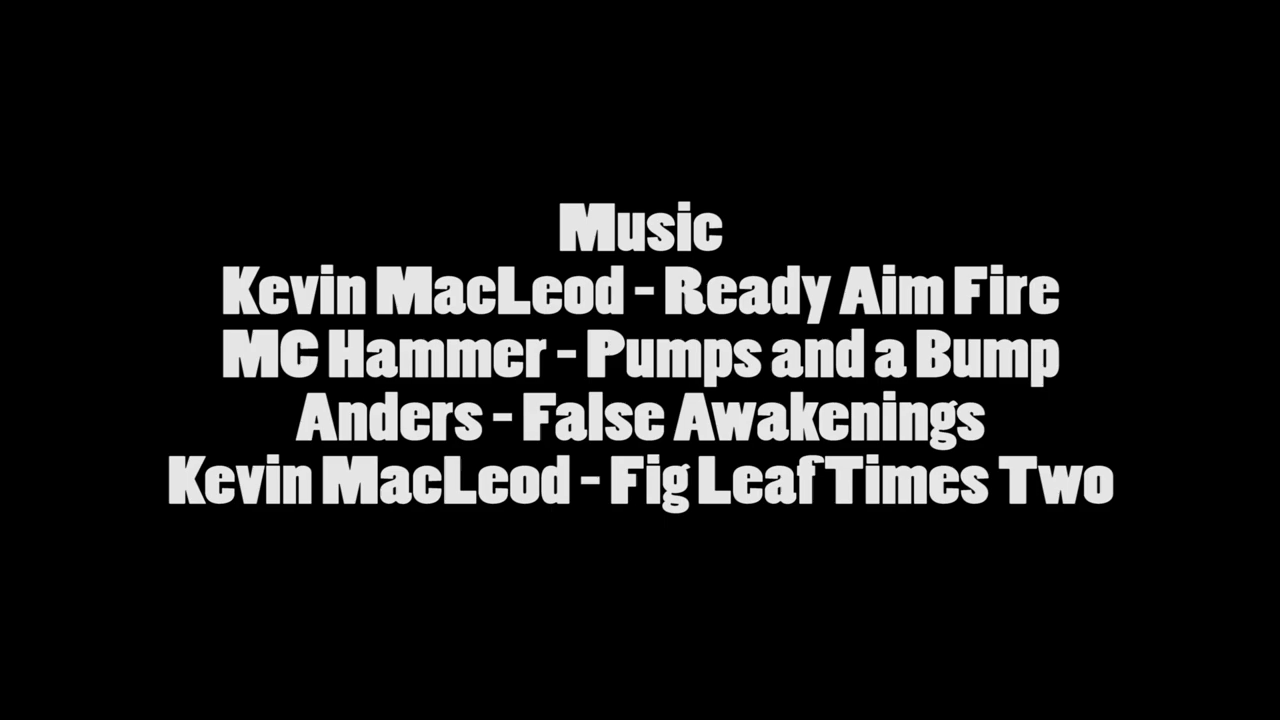 Music
Kevin MacLeod - Ready Aim Fire
MC Hammer - Pumps and a Bump
Anders - False Awakenings
Kevin MacLeod - Fig Leaf Times Two